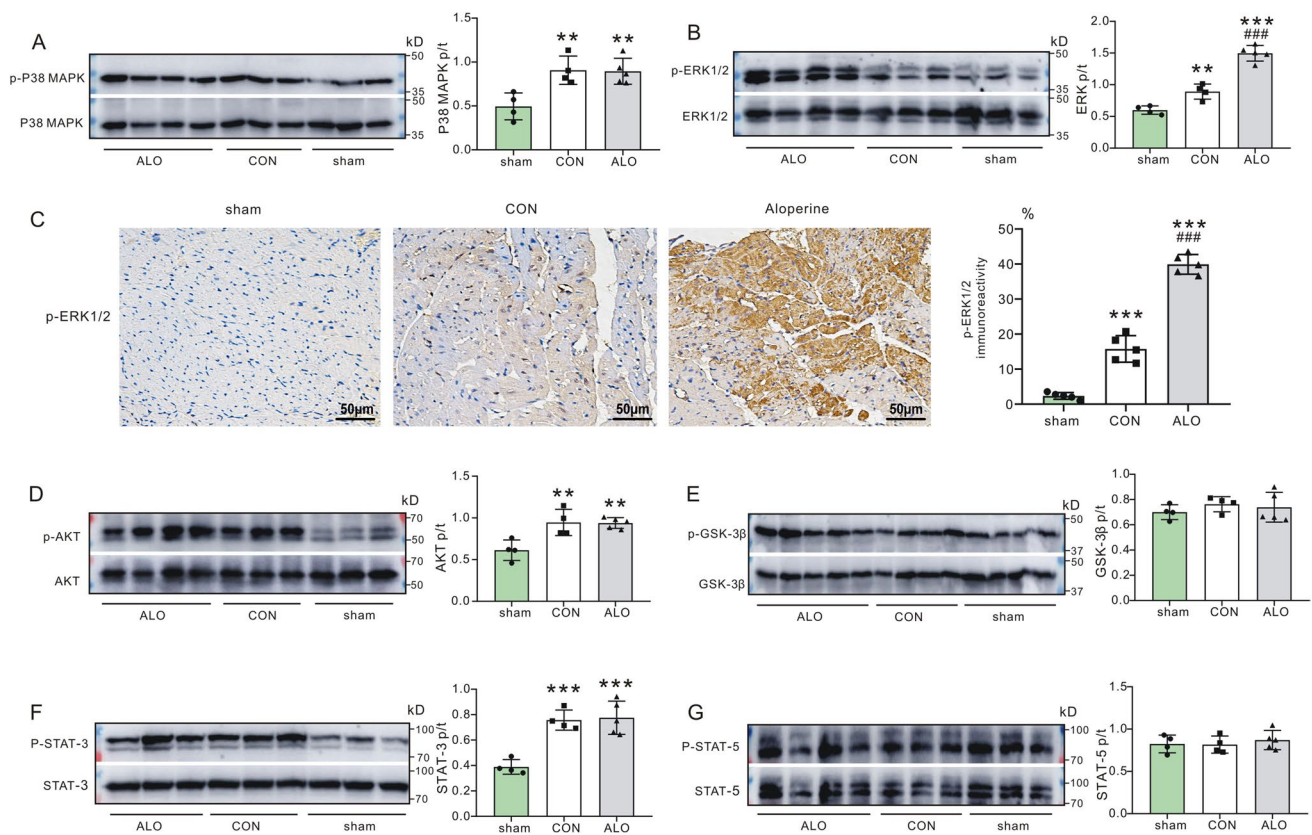 A
kD
p-P38 MAPK
50
35
P38 MAPK
50
35
ALO CON sham
P38 MAPK p/t
1.5
1.0
0.5
0.0
** **
sham CON ALO
B
kD
p-ERK1/2
50
35
ERK1/2
50
35
ALO CON sham
ERK p/t
2.0
1.5
1.0
0.5
0.0
**
***
###
sham CON ALO
C
sham CON Aloperine
p-ERK1/2
50μm 50μm 50μm
%
p-ERK1/2
immunoreactivity
50
40
30
20
10
0
***
***
###
sham CON ALO
D
kD
p-AKT
70
50
AKT
70
50
ALO CON sham
AKT p/t
1.5
1.0
0.5
0.0
** **
sham CON ALO
E
kD
p-GSK-3β
50
37
GSK-3β
50
37
ALO CON sham
GSK-3β p/t
1.0
0.8
0.6
0.4
0.2
0.0
sham CON ALO
F
kD
P-STAT-3
100
70
STAT-3
100
70
ALO CON sham
STAT-3 p/t
1.0
0.8
0.6
0.4
0.2
0.0
*** ***
sham CON ALO
G
kD
P-STAT-5
100
70
STAT-5
100
70
ALO CON sham
STAT-5 p/t
1.5
1.0
0.5
0.0
sham CON ALO